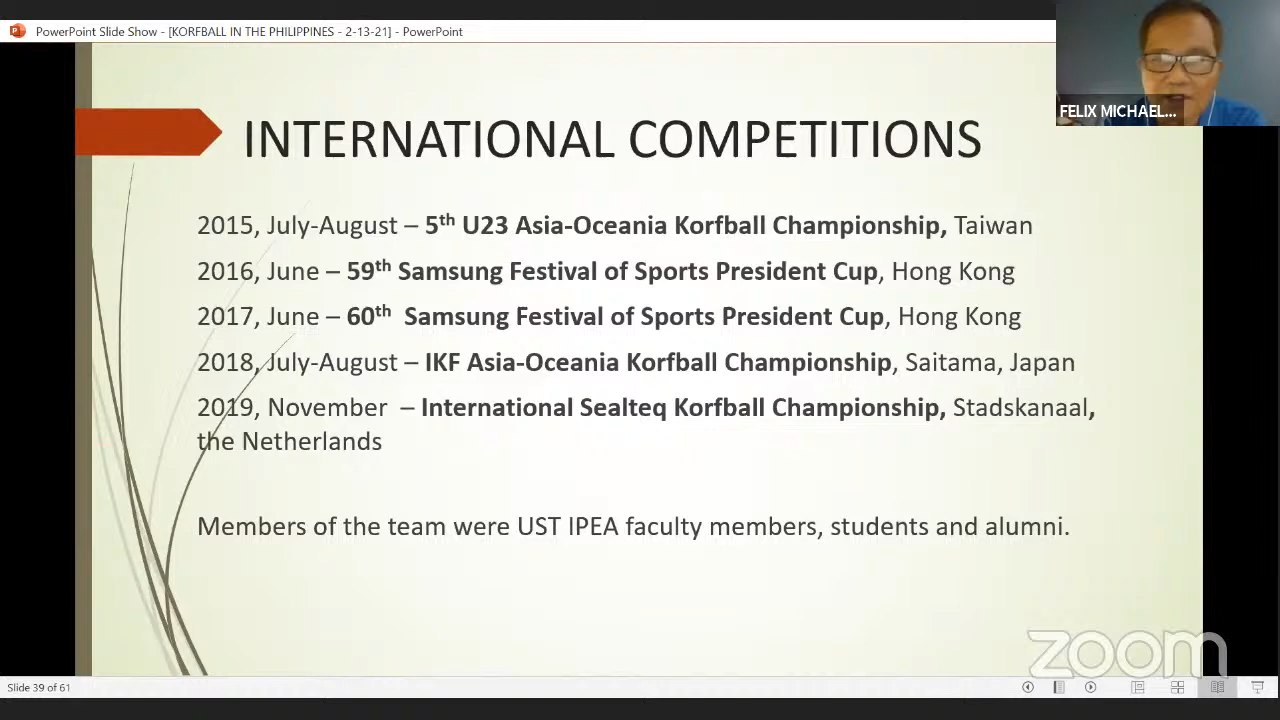 PowerPoint Slide Show - [KORFBALL IN THE PHILIPPINES - 2-13-21] - PowerPoint
FELIX MICHAEL...
INTERNATIONAL COMPETITIONS
2015, July-August – 5th U23 Asia-Oceania Korfball Championship, Taiwan
2016, June – 59th Samsung Festival of Sports President Cup, Hong Kong
2017, June – 60th Samsung Festival of Sports President Cup, Hong Kong
2018, July-August – IKF Asia-Oceania Korfball Championship, Saitama, Japan
2019, November – International Sealteq Korfball Championship, Stadskanaal,
the Netherlands
Members of the team were UST IPEA faculty members, students and alumni.
zoom
Slide 39 of 61